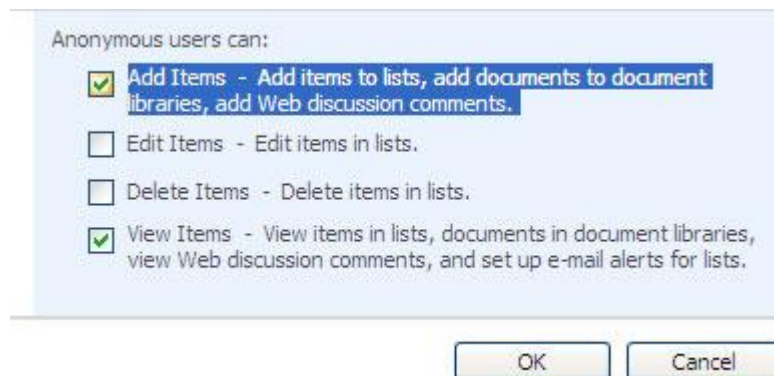 Anonymous users can:
Add Items - Add items to lists, add documents to document
libraries, add Web discussion comments.
Edit Items - Edit items in lists.
Delete Items - Delete items in lists.
View Items - View items in lists, documents in document libraries,
view Web discussion comments, and set up e-mail alerts for lists.
OK Cancel